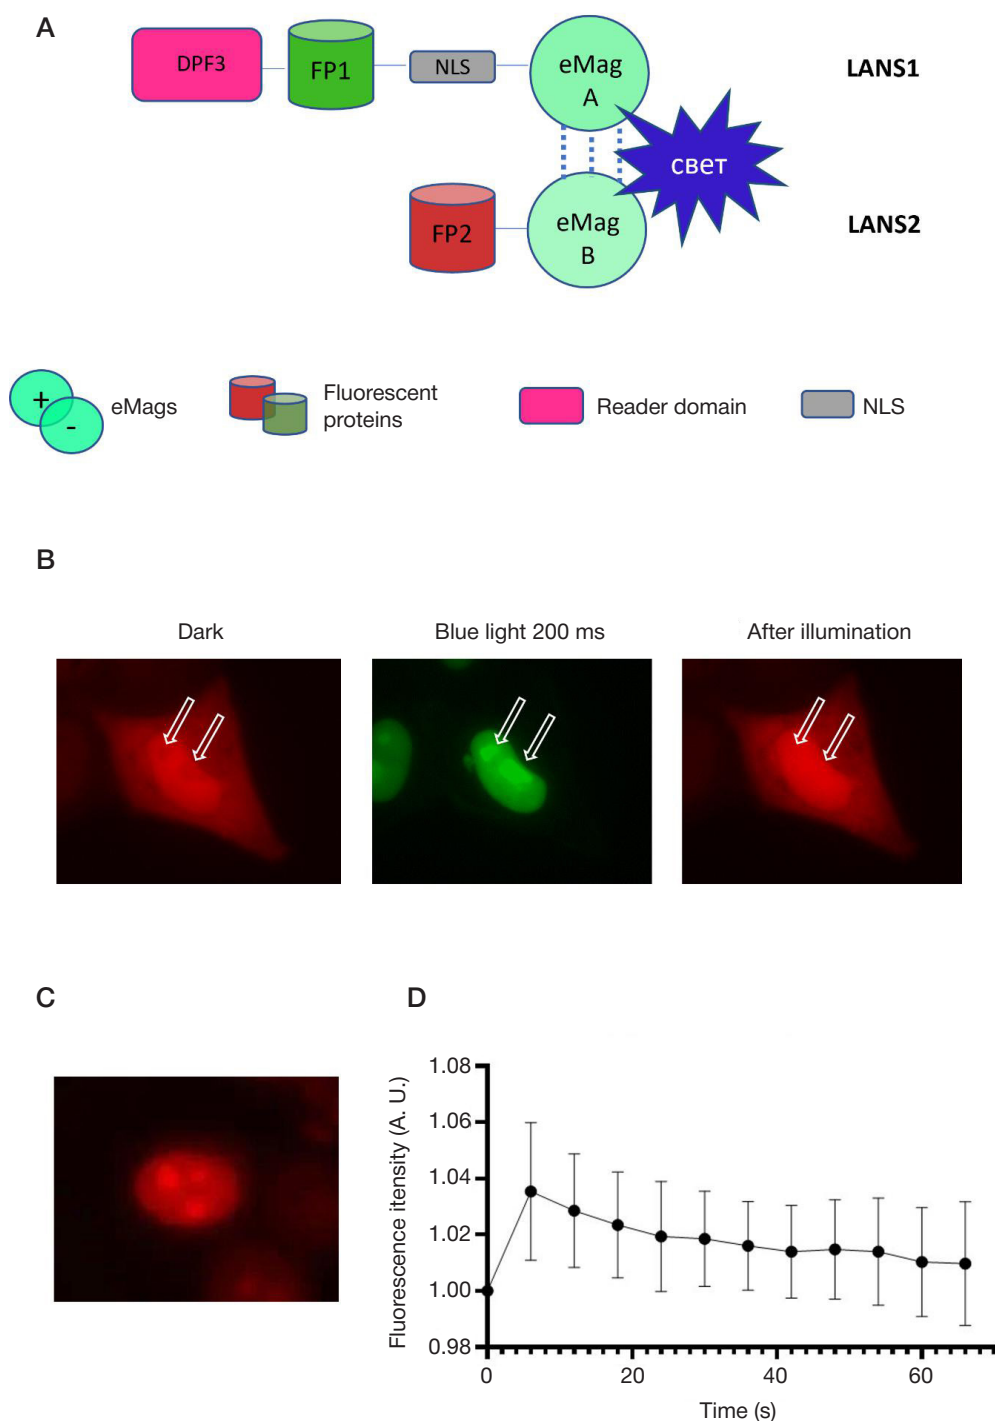 A
DPF3
FP1
NLS
eMag
A
LANS1
свет
FP2
eMag
B
LANS2
+
-
eMags
Fluorescent
proteins
Reader domain
NLS
B
Dark
Blue light 200 ms
After illumination
C
D
Fluorescence itensity (A. U.)
1.08
1.06
1.04
1.02
1.00
0.98
0
20
40
60
Time (s)